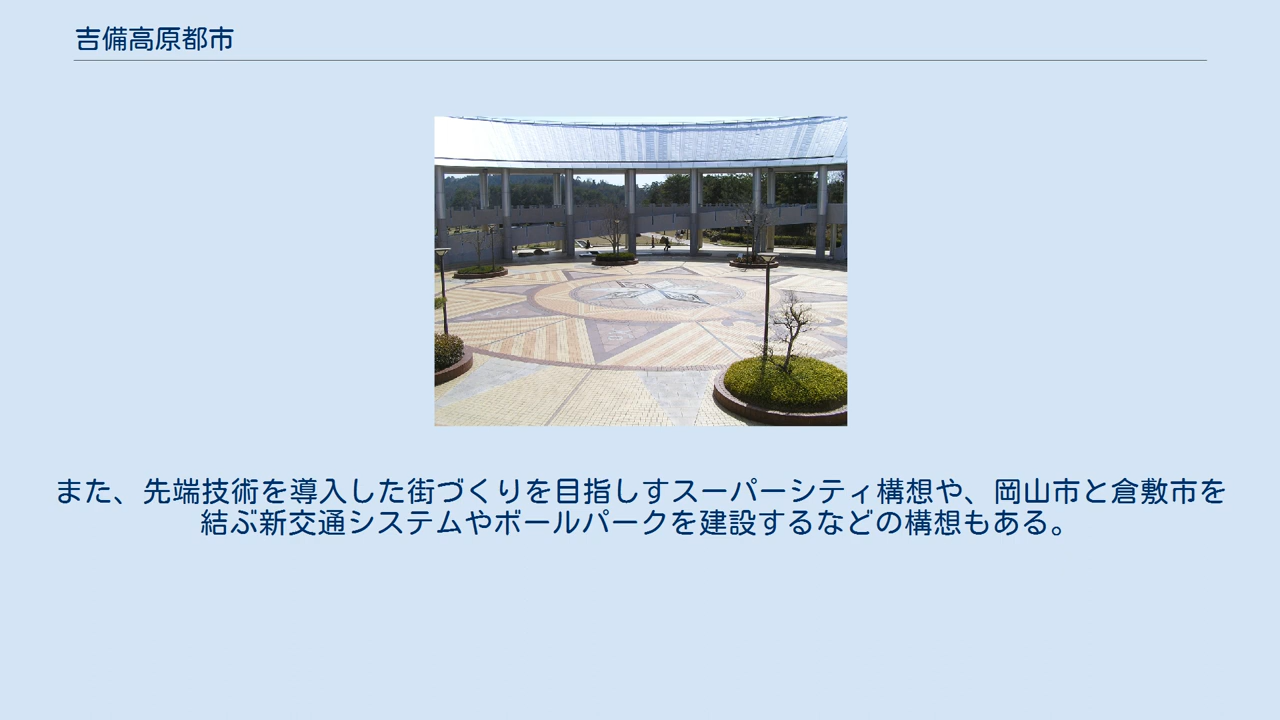 吉備高原都市
また、先端技術を導入した街づくりを目指しすスーパーシティ構想や、岡山市と倉敷市を
結ぶ新交通システムやボールパークを建設するなどの構想もある。